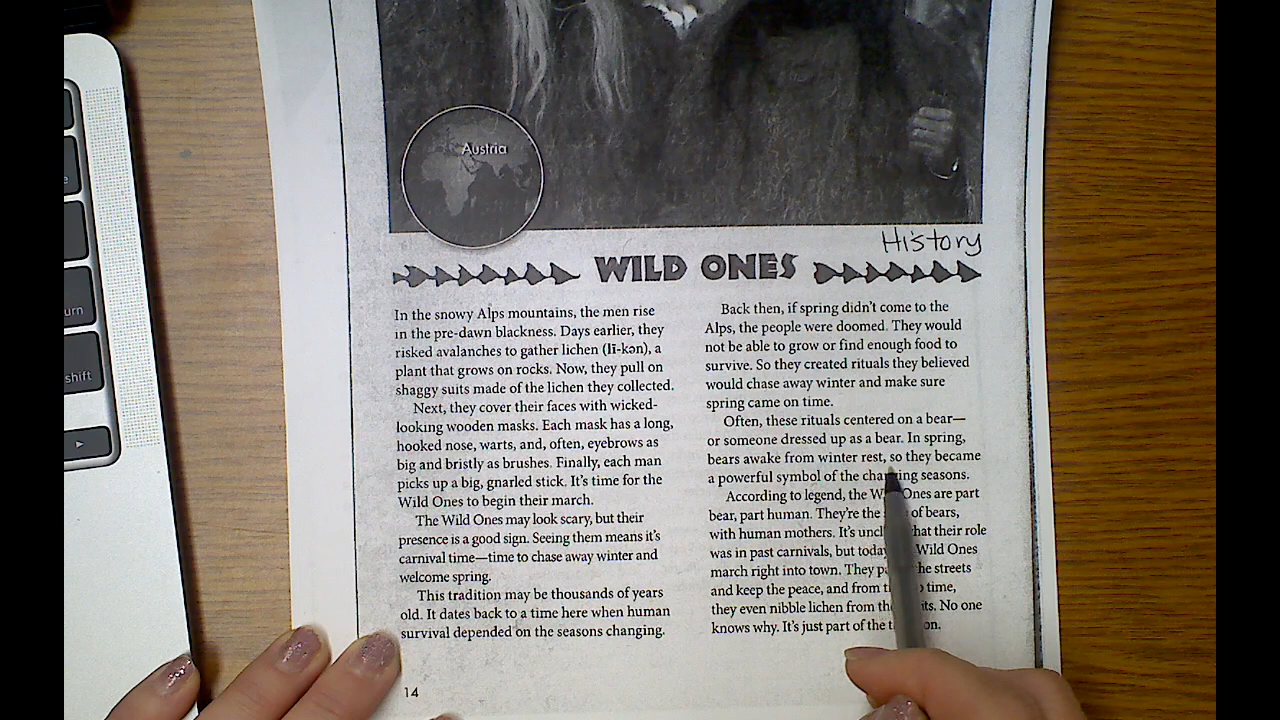 Austria
History
WILD ONES
In the snowy Alps mountains, the men rise
in the pre-dawn blackness. Days earlier, they
risked avalanches to gather lichen (lī-kən), a
plant that grows on rocks. Now, they pull on
shaggy suits made of the lichen they collected.
Next, they cover their faces with wicked-
looking wooden masks. Each mask has a long,
hooked nose, warts, and, often, eyebrows as
big and bristly as brushes. Finally, each man
picks up a big, gnarled stick. It's time for the
Wild Ones to begin their march.
The Wild Ones may look scary, but their
presence is a good sign. Seeing them means it's
carnival time—time to chase away winter and
welcome spring.
This tradition may be thousands of years
old. It dates back to a time here when human
survival depended on the seasons changing.
Back then, if spring didn't come to the
Alps, the people were doomed. They would
not be able to grow or find enough food to
survive. So they created rituals they believed
would chase away winter and make sure
spring came on time.
Often, these rituals centered on a bear—
or someone dressed up as a bear. In spring,
bears awake from winter rest, so they became
a powerful symbol of the changing seasons.
According to legend, the Wild Ones are part
bear, part human. They're the of bears,
with human mothers. It's unclear what their role
was in past carnivals, but today Wild Ones
march right into town. They the streets
and keep the peace, and from time,
they even nibble lichen from the No one
knows why. It's just part of the
14
shift